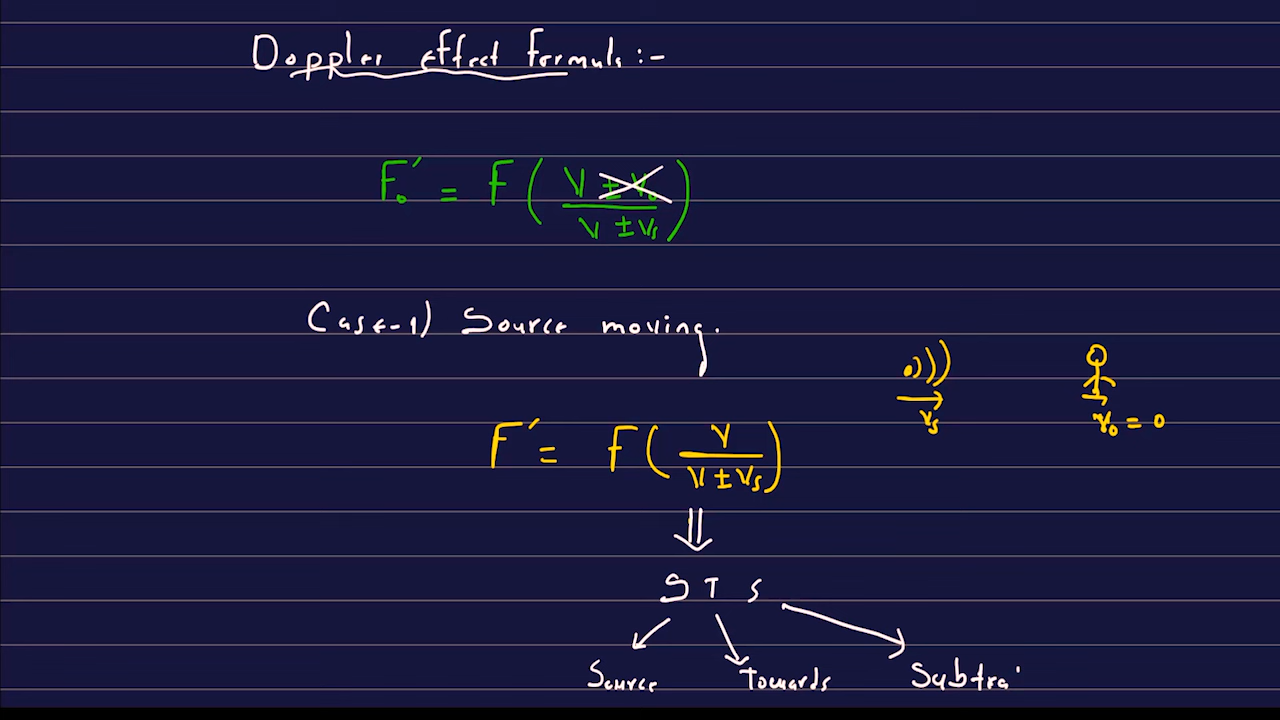 Doppler effect Formula :-
F₀' = F ( V ± V₀ / V ± Vs )
Case-1) Source moving.
Vs
V₀ = 0
F' = F ( V / V ± Vs )
⇓
S T S
Source Towards Subtra